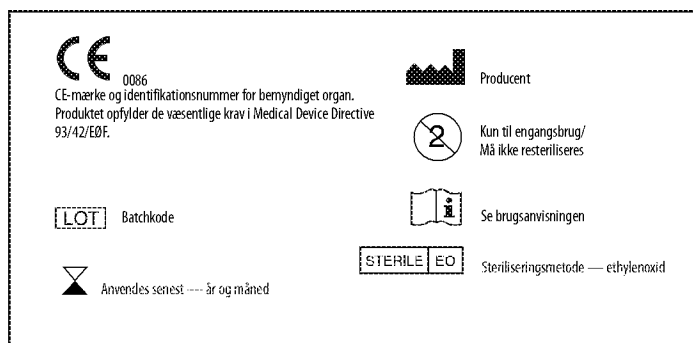 CE 0086
CE-mærke og identifikationsnummer for bemyndiget organ.
Produktet opfylder de væsentlige krav i Medical Device Directive
93/42/EØF.
LOT Batchkode
Anvendes senest --- år og måned
Producent
2 Kun til engangsbrug/
Må ikke resteriliseres
i Se brugsanvisningen
STERILE EO Steriliseringsmetode — ethylenoxid